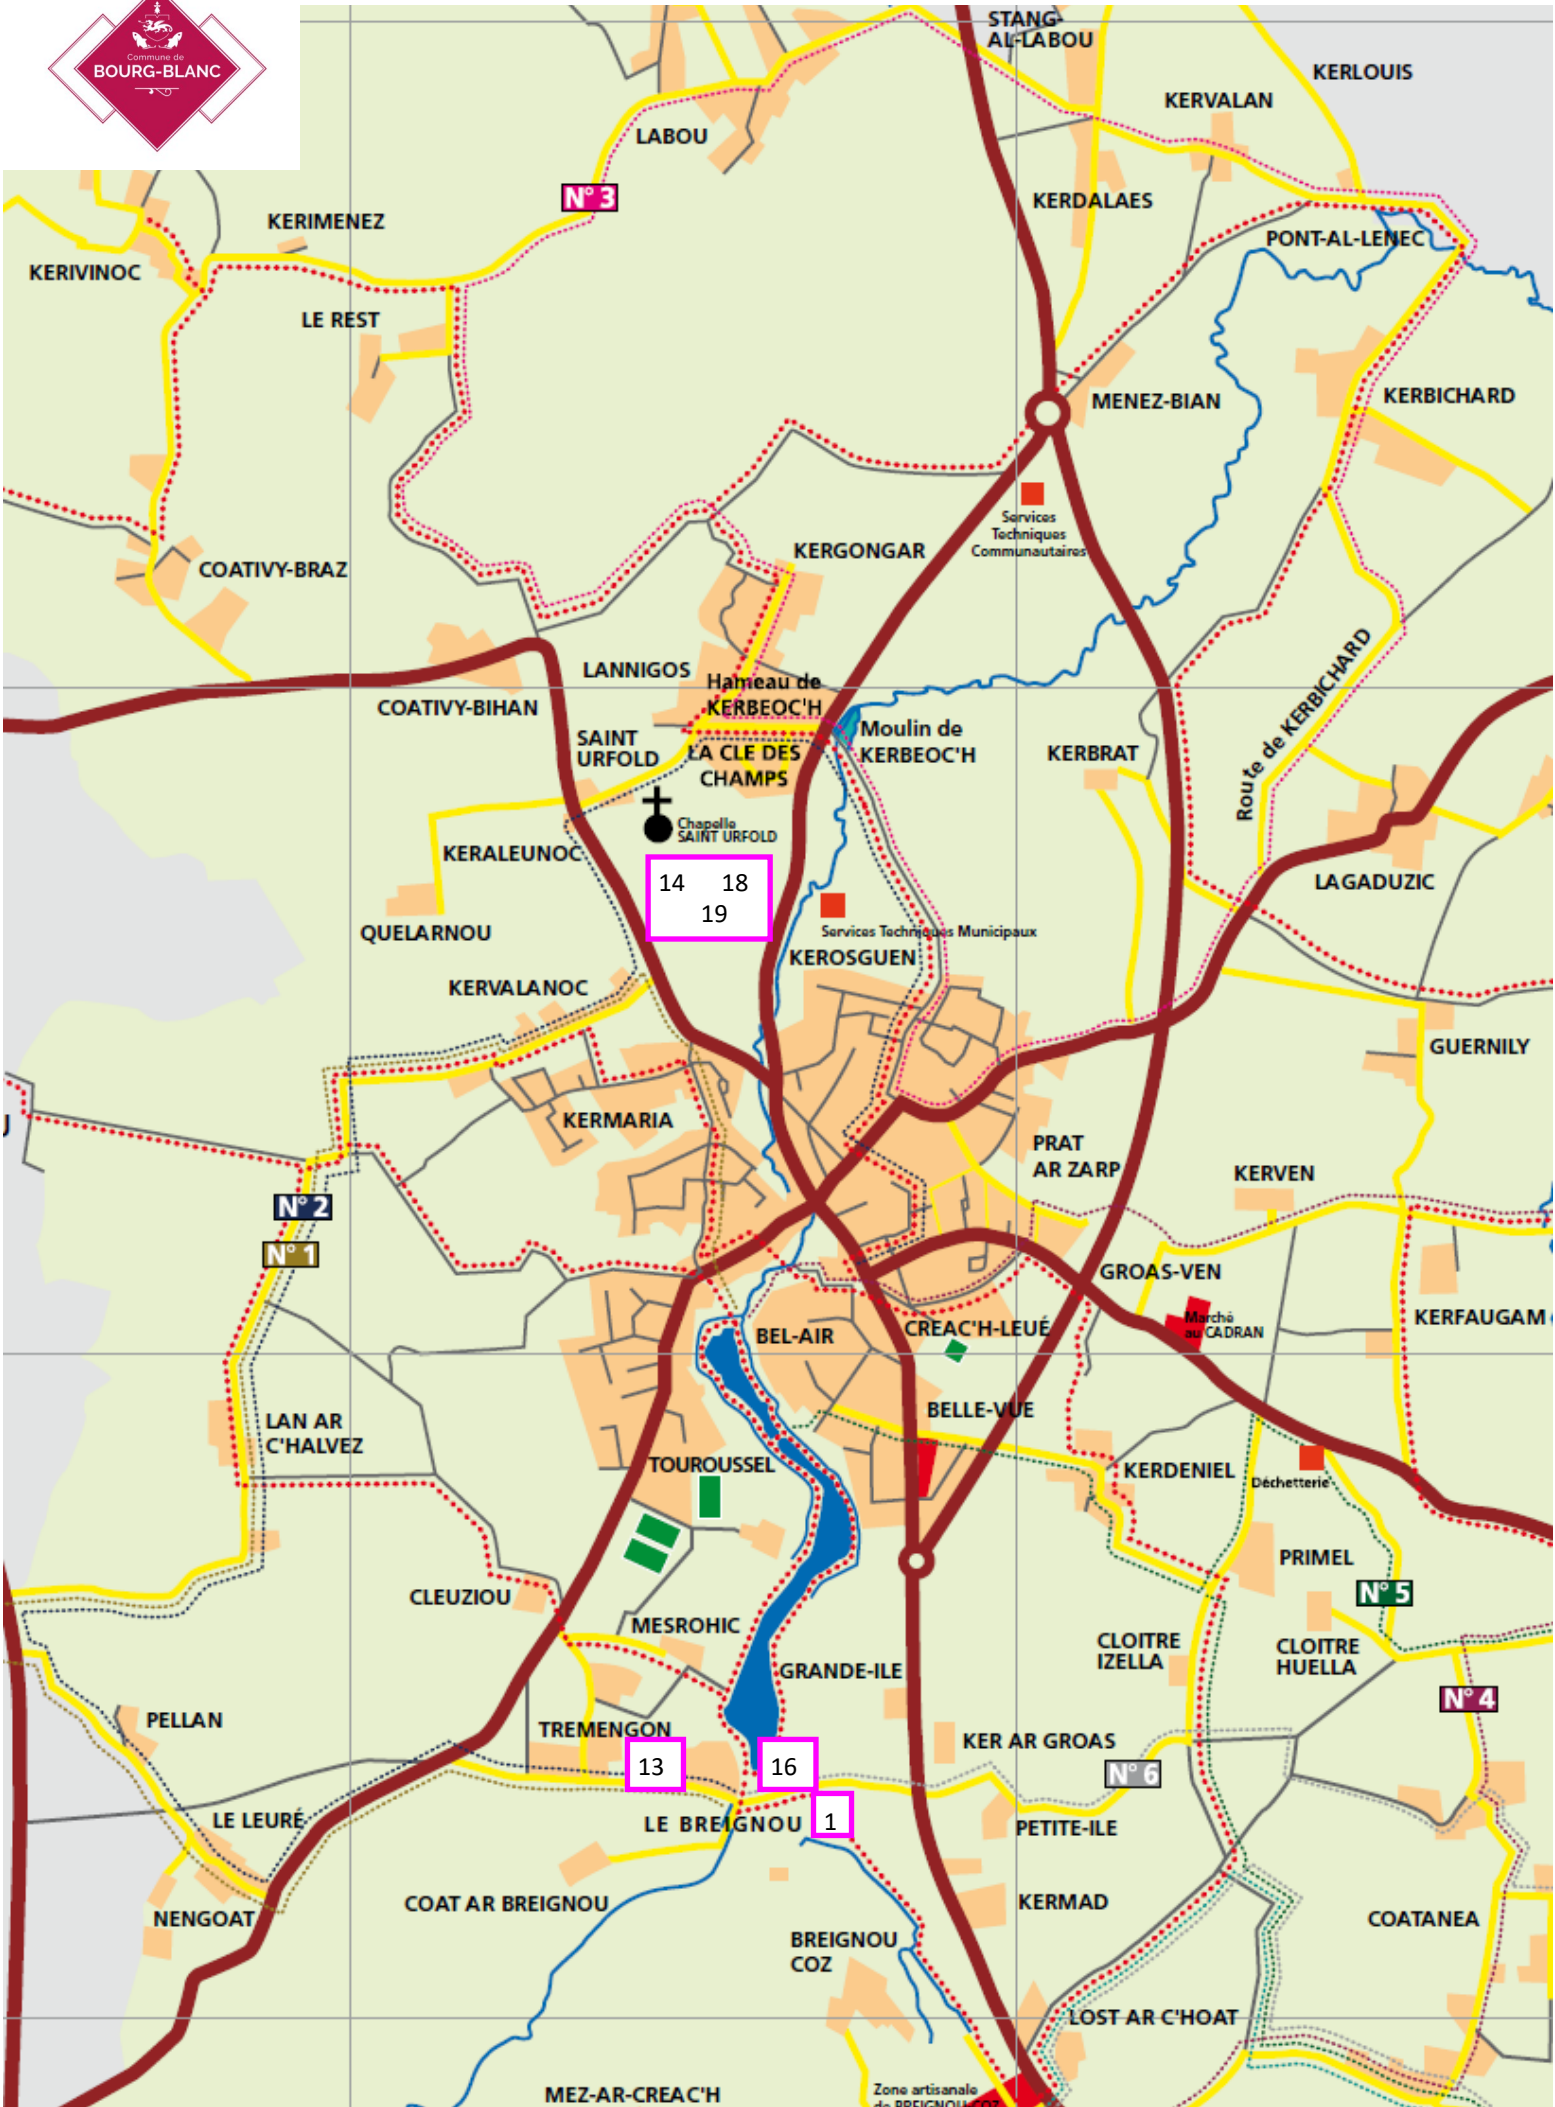 Commune de
BOURG-BLANC
STANG-
AL-LABOU
KERLOUIS
KERVALAN
LABOU
N° 3
KERDALAES
KERIMENEZ
PONT-AL-LENEC
KERIVINOC
LE REST
KERBICHARD
MENEZ-BIAN
Services
Techniques
Communautaires
KERGONGAR
COATIVY-BRAZ
LANNIGOS
Hameau de
KERBEOC'H
COATIVY-BIHAN
Route de KERBICHARD
SAINT
URFOLD
LA CLE DES
CHAMPS
Moulin de
KERBEOC'H
KERBRAT
Chapelle
SAINT URFOLD
KERALEUNOC
14 18
19
LAGADUZIC
QUELARNOU
Services Techniques Municipaux
KEROSGUEN
KERVALANOC
GUERNILY
KERMARIA
U
PRAT
AR ZARP
KERVEN
N° 2
N° 1
GROAS-VEN
Marché
au CADRAN
KERFAUGAM
BEL-AIR
CREAC'H-LEUÉ
LAN AR
C'HALVEZ
BELLE-VUE
TOUROUSSEL
KERDENIEL
Déchetterie
PRIMEL
CLEUZIOU
N° 5
MESROHIC
CLOITRE
IZELLA
CLOITRE
HUELLA
GRANDE-ILE
N° 4
PELLAN
TREMENGON
KER AR GROAS
13
16
N° 6
LE LEURÉ
LE BREIGNOU
1
PETITE-ILE
COAT AR BREIGNOU
KERMAD
NENGOAT
COATANEA
BREIGNOU
COZ
LOST AR C'HOAT
MEZ-AR-CREAC'H
Zone artisanale
de BREIGNOU COZ